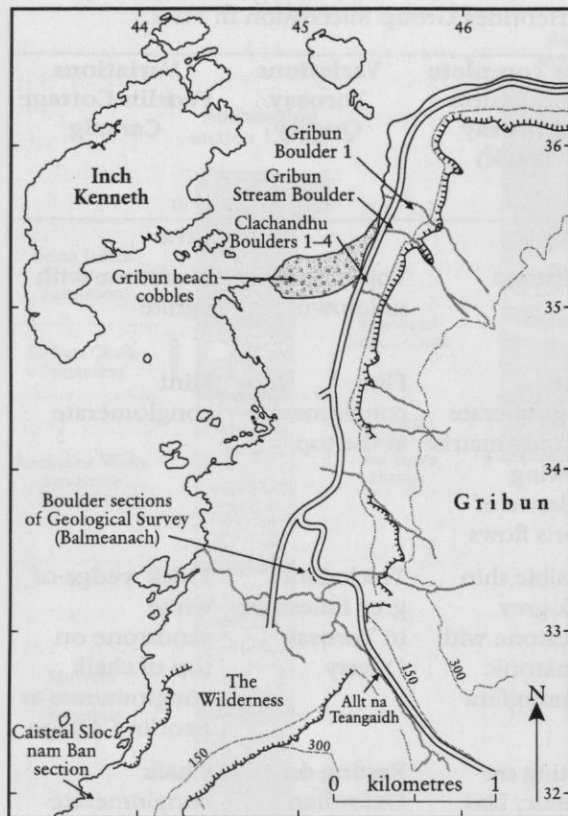 44
45
46
Gribun
Boulder 1
36
Gribun
Stream Boulder
Inch
Kenneth
Clachandhu
Boulders 1–4
Gribun beach
cobbles
35
34
Gribun
Boulder sections
of Geological Survey
(Balmeanach)
33
300
250
The
Wilderness
Allt na
Teangaidh
N
Caisteal Sloc
nam Ban
section
50
300
0 1
kilometres
32